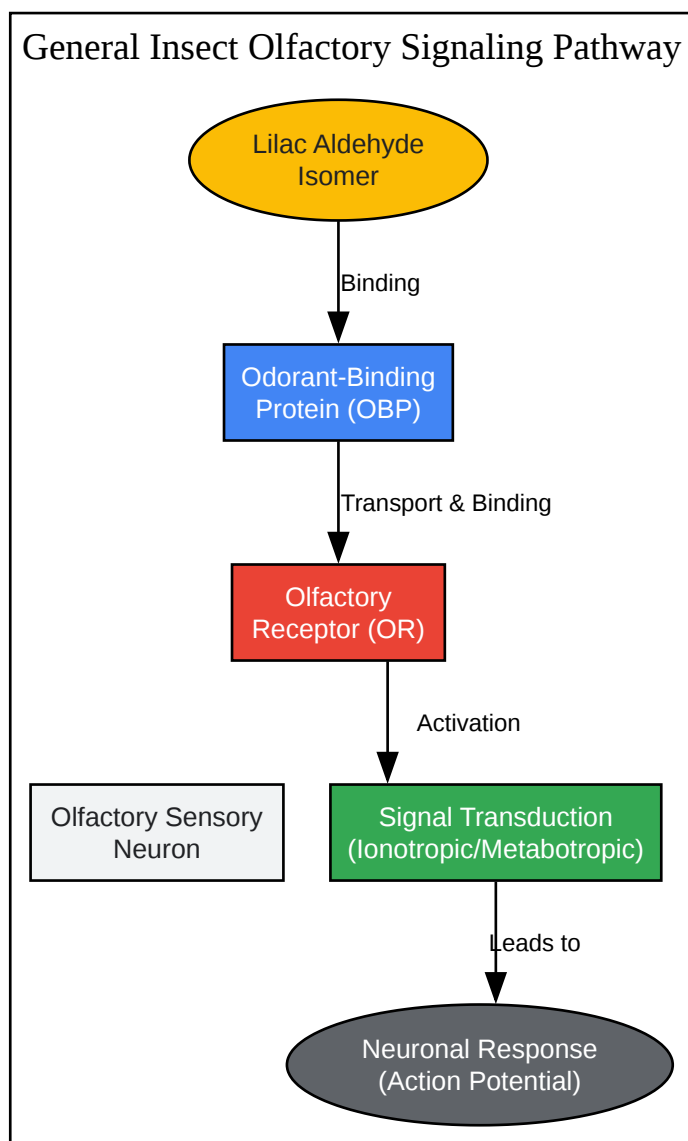 General Insect Olfactory Signaling Pathway
Lilac Aldehyde
Isomer
Binding
Odorant-Binding
Protein (OBP)
Transport & Binding
Olfactory
Receptor (OR)
Activation
Olfactory Sensory
Neuron
Signal Transduction
(Ionotropic/Metabotropic)
Leads to
Neuronal Response
(Action Potential)